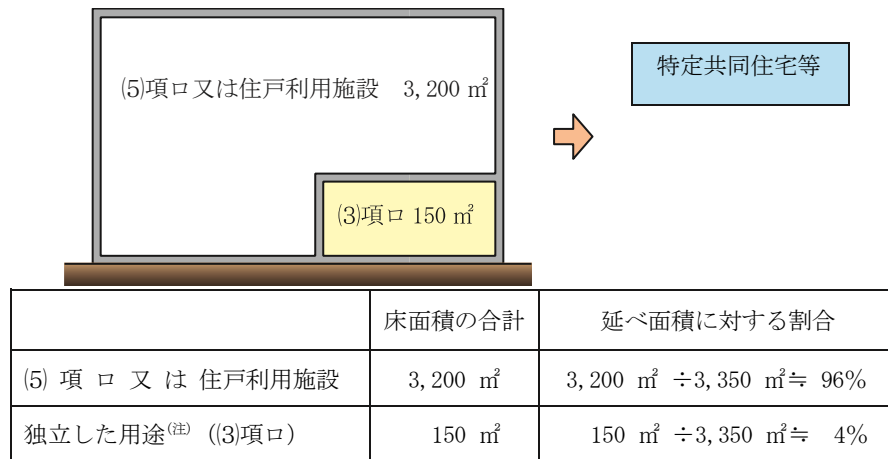 特定共同住宅等
⑸項ロ又は住戸利用施設　3,200 ㎡
⑶項ロ 150 ㎡
床面積の合計　延べ面積に対する割合
⑸ 項 ロ 又 は 住戸利用施設　3,200 ㎡　3,200 ㎡ ÷3,350 ㎡≒ 96%
独立した用途(注)（⑶項ロ）　150 ㎡　150 ㎡ ÷3,350 ㎡≒ 4%